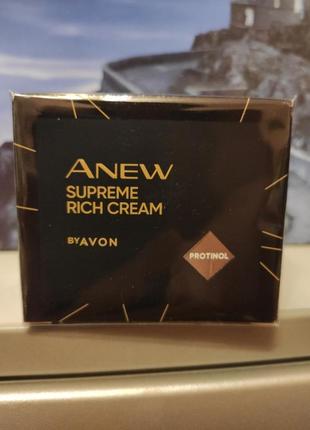 ANEW
SUPREME
RICH CREAM
BY AVON
PROTINOL